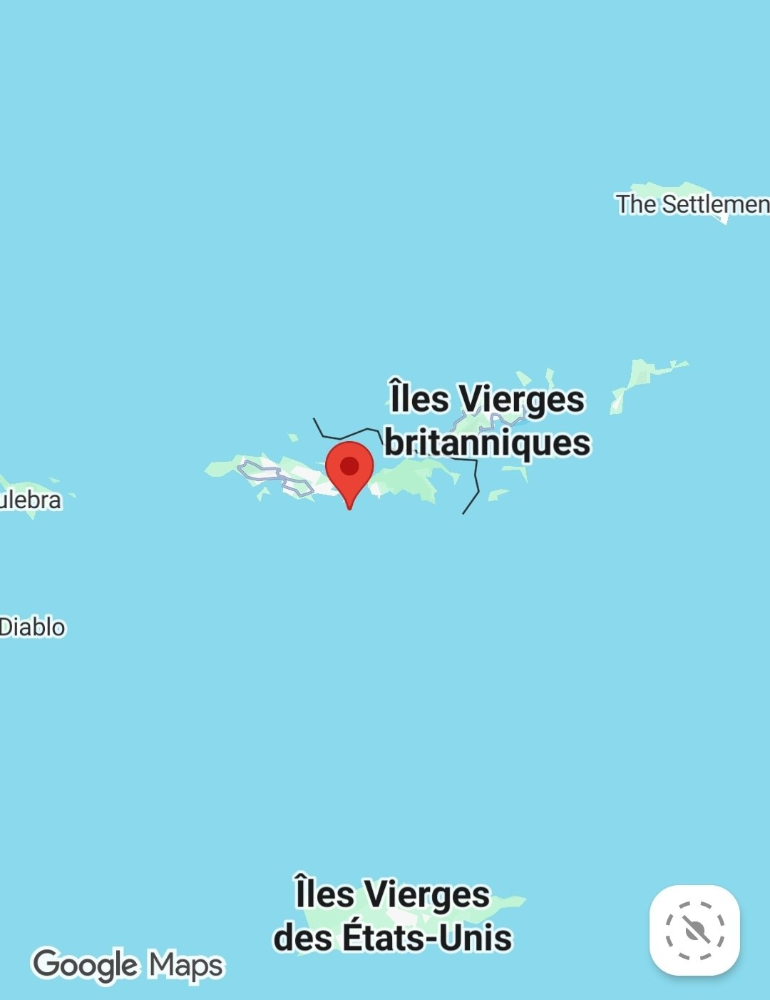 The Settlemen
Îles Vierges
britanniques
ulebra
Diablo
Îles Vierges
des États-Unis
Google Maps